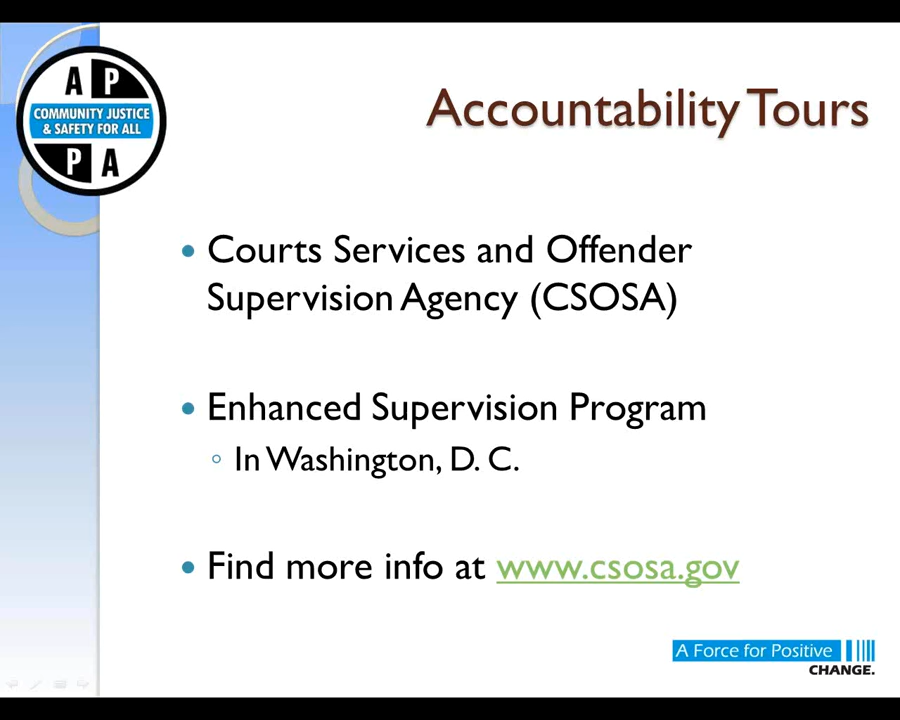 A P
COMMUNITY JUSTICE
& SAFETY FOR ALL
P A
Accountability Tours
Courts Services and Offender
Supervision Agency (CSOSA)
Enhanced Supervision Program
In Washington, D. C.
Find more info at www.csosa.gov
A Force for Positive
CHANGE.